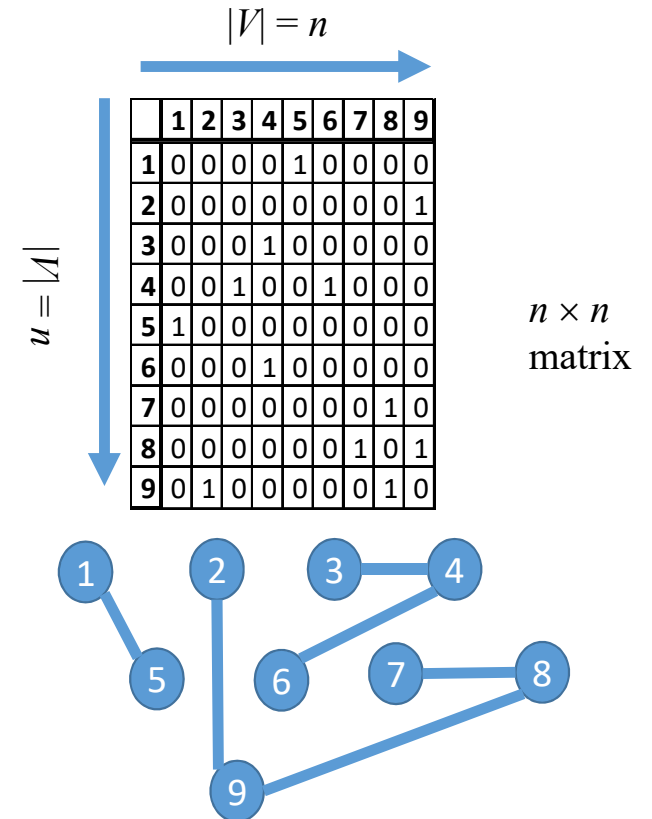 |V| = n
1 2 3 4 5 6 7 8 9
1 0 0 0 0 1 0 0 0 0
2 0 0 0 0 0 0 0 0 1
3 0 0 0 1 0 0 0 0 0
4 0 0 1 0 0 1 0 0 0
5 1 0 0 0 0 0 0 0 0
6 0 0 0 1 0 0 0 0 0
7 0 0 0 0 0 0 0 1 0
8 0 0 0 0 0 0 1 0 1
9 0 1 0 0 0 0 0 1 0
|V| = n
n × n
matrix
1 2 3 4
5 6 7 8
9